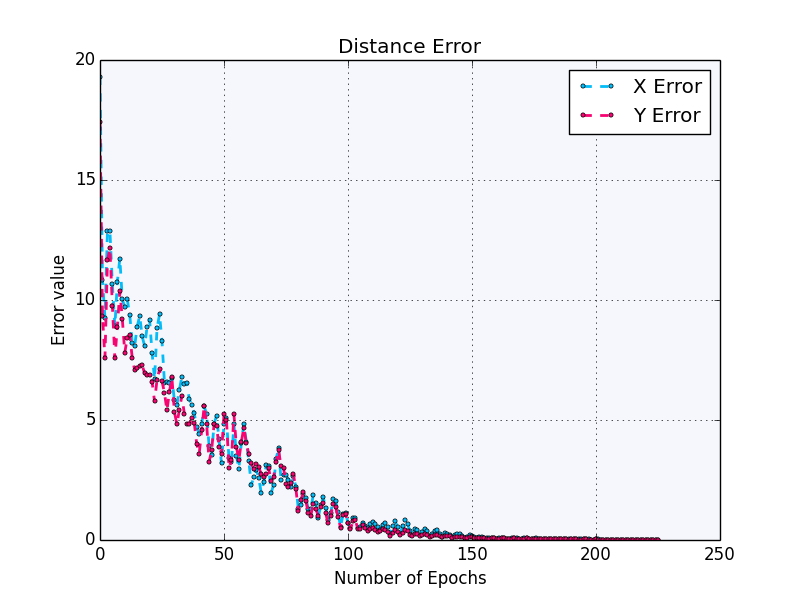 Distance Error
X Error
Y Error
20
15
10
5
0
0 50 100 150 200 250
Error value
Number of Epochs